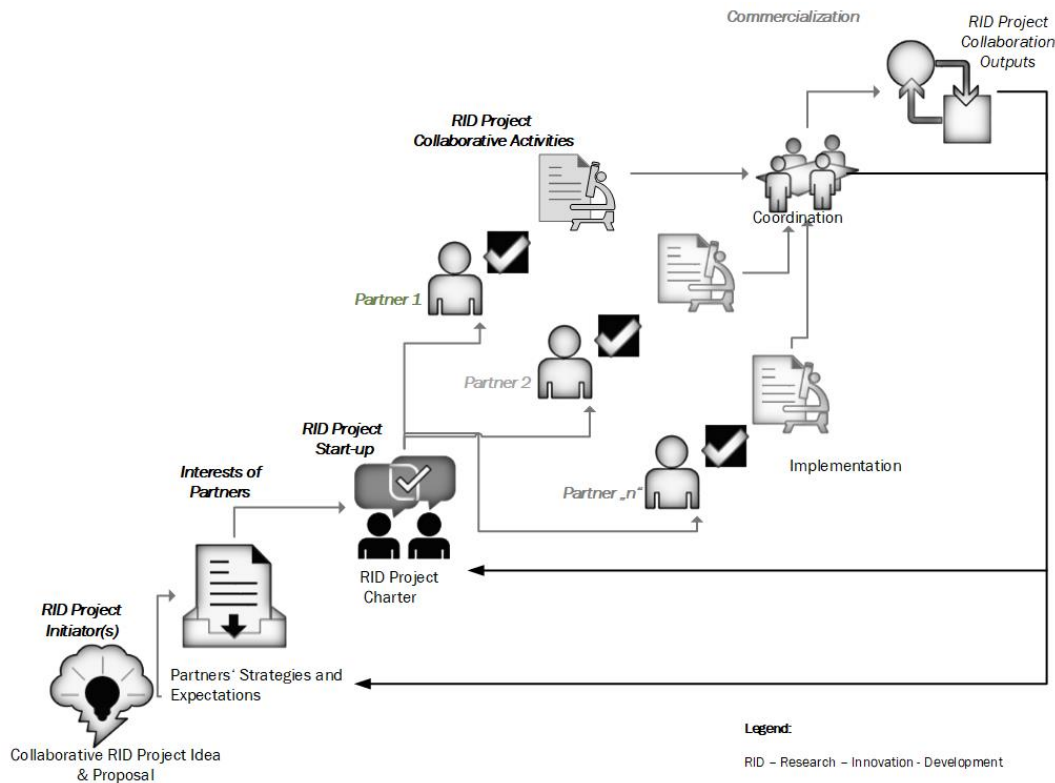 Commercialization
RID Project
Collaboration
Outputs
RID Project
Collaborative Activities
Coordination
Partner 1
Partner 2
RID Project
Start-up
Implementation
Interests of
Partners
Partner „n“
RID Project
Charter
RID Project
Initiator(s)
Partners‘ Strategies and
Expectations
Legend:
Collaborative RID Project Idea
& Proposal
RID – Research – Innovation - Development